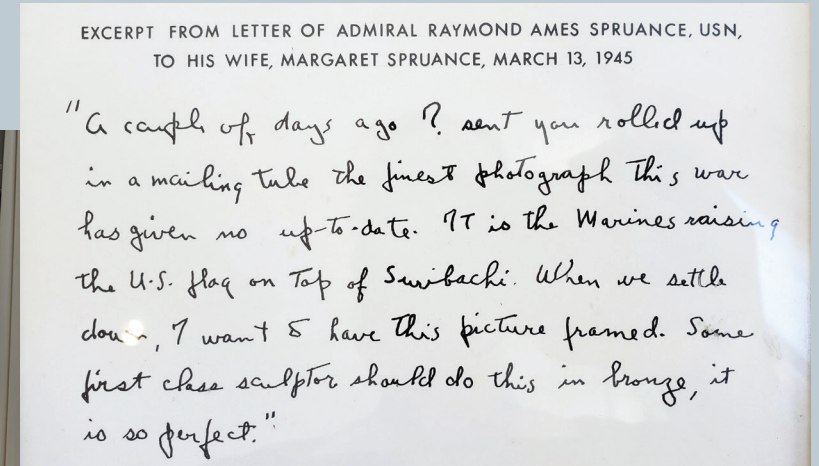 EXCERPT FROM LETTER OF ADMIRAL RAYMOND AMES SPRUANCE, USN,
TO HIS WIFE, MARGARET SPRUANCE, MARCH 13, 1945
"A couple of days ago I sent you rolled up
in a mailing tube the finest photograph this war
has given us up-to-date. It is the Marines raising
the U.S. flag on top of Suribachi. When we settle
down, I want to have this picture framed. Some
first class sculptor should do this in bronze, it
is so perfect."